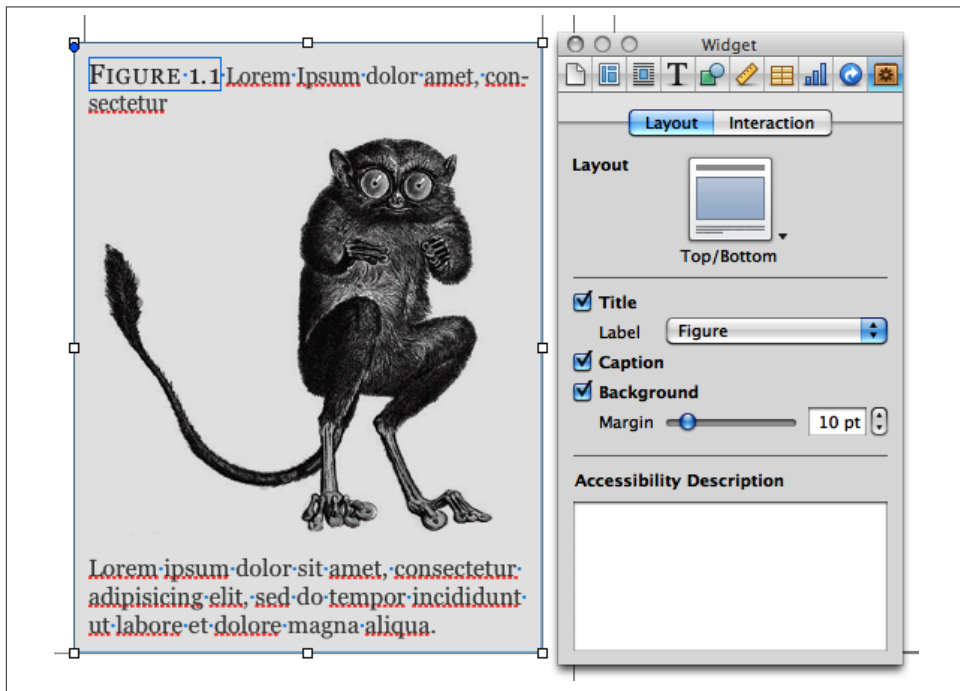 FIGURE 1.1 Lorem Ipsum dolor amet, con-
sectetur
Lorem ipsum dolor sit amet, consectetur
adipisicing elit, sed do tempor incididunt
ut labore et dolore magna aliqua.
Widget
T
Layout Interaction
Layout
Top/Bottom
Title
Label Figure
Caption
Background
Margin 10 pt
Accessibility Description